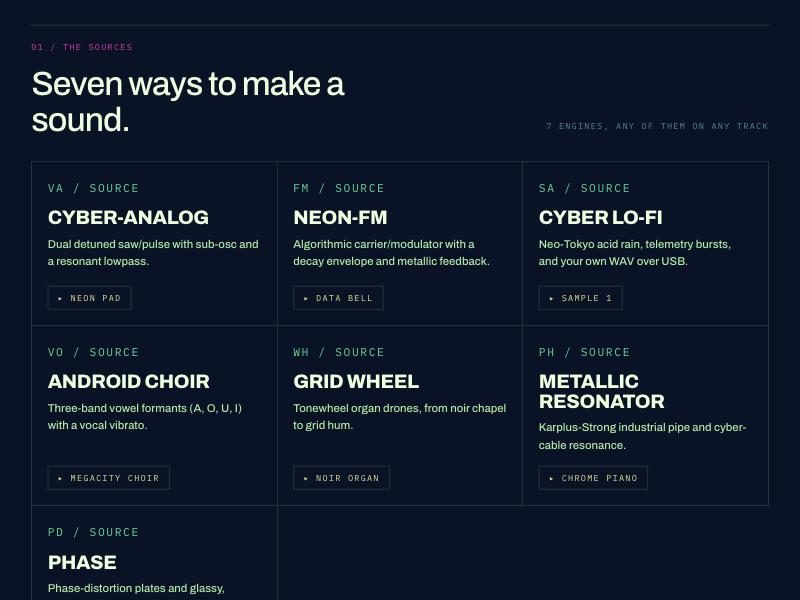 01 / THE SOURCES
Seven ways to make a
sound.
7 ENGINES, ANY OF THEM ON ANY TRACK
VA / SOURCE
CYBER-ANALOG
Dual detuned saw/pulse with sub-osc and
a resonant lowpass.
▸ NEON PAD
FM / SOURCE
NEON-FM
Algorithmic carrier/modulator with a
decay envelope and metallic feedback.
▸ DATA BELL
SA / SOURCE
CYBER LO-FI
Neo-Tokyo acid rain, telemetry bursts,
and your own WAV over USB.
▸ SAMPLE 1
VO / SOURCE
ANDROID CHOIR
Three-band vowel formants (A, O, U, I)
with a vocal vibrato.
▸ MEGACITY CHOIR
WH / SOURCE
GRID WHEEL
Tonewheel organ drones, from noir chapel
to grid hum.
▸ NOIR ORGAN
PH / SOURCE
METALLIC
RESONATOR
Karplus-Strong industrial pipe and cyber-
cable resonance.
▸ CHROME PIANO
PD / SOURCE
PHASE
Phase-distortion plates and glassy,